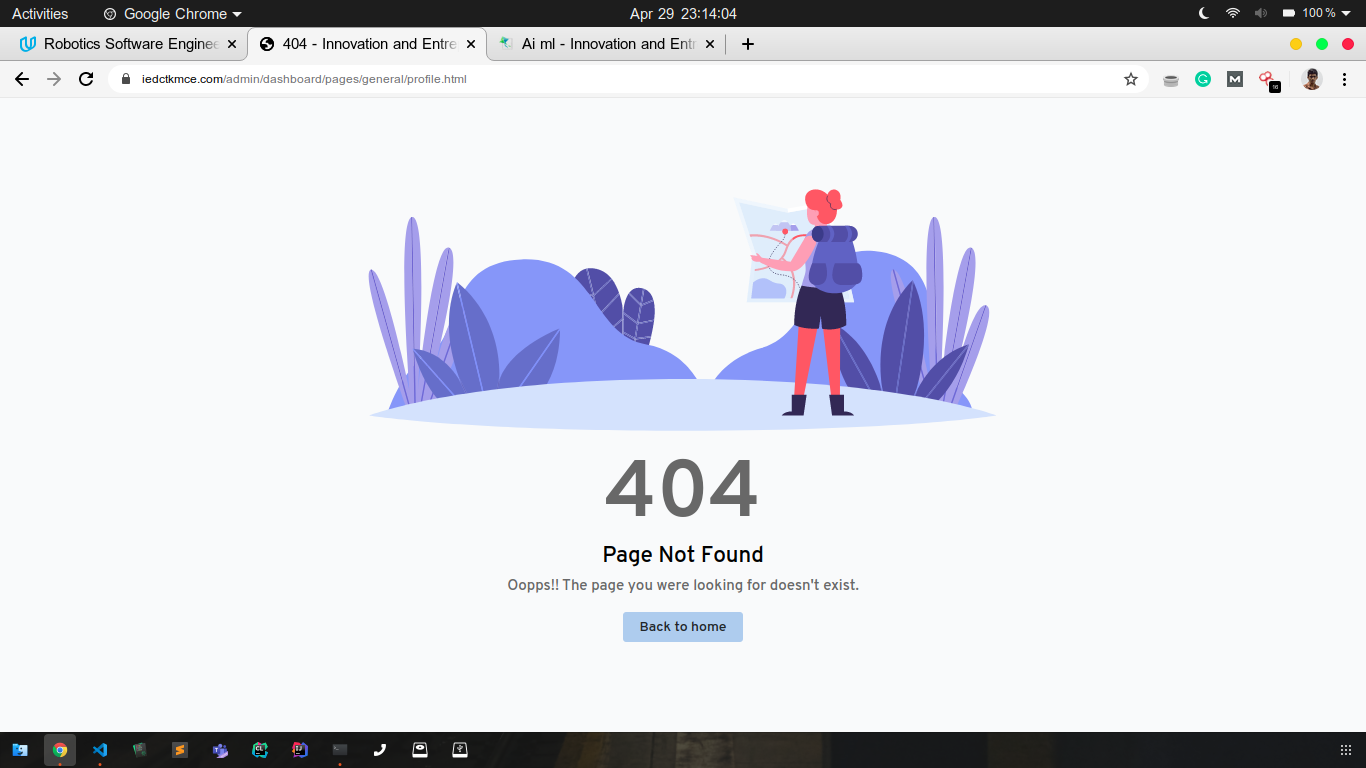 Activities
Google Chrome
Apr 29 23:14:04
100 %
Robotics Software Enginee
404 - Innovation and Entre
Ai ml - Innovation and Entr
iedctkmce.com/admin/dashboard/pages/general/profile.html
404
Page Not Found
Oopps!! The page you were looking for doesn't exist.
Back to home